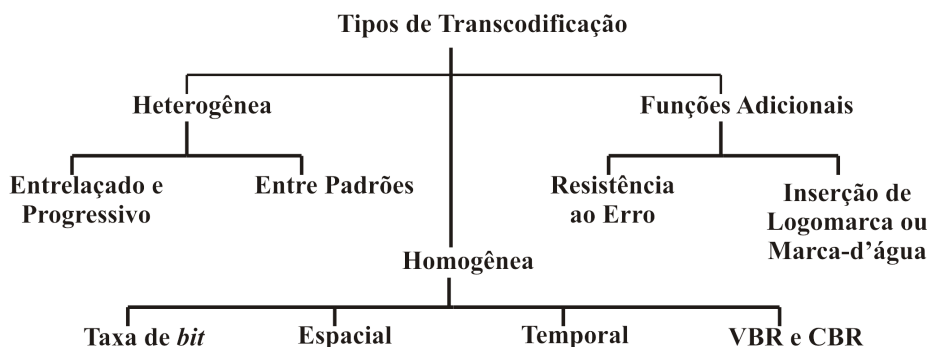 Tipos de Transcodificação
Heterogênea
Funções Adicionais
Entrelaçado e
Progressivo
Entre Padrões
Resistência
ao Erro
Inserção de
Logomarca ou
Marca-d'água
Homogênea
Taxa de bit
Espacial
Temporal
VBR e CBR